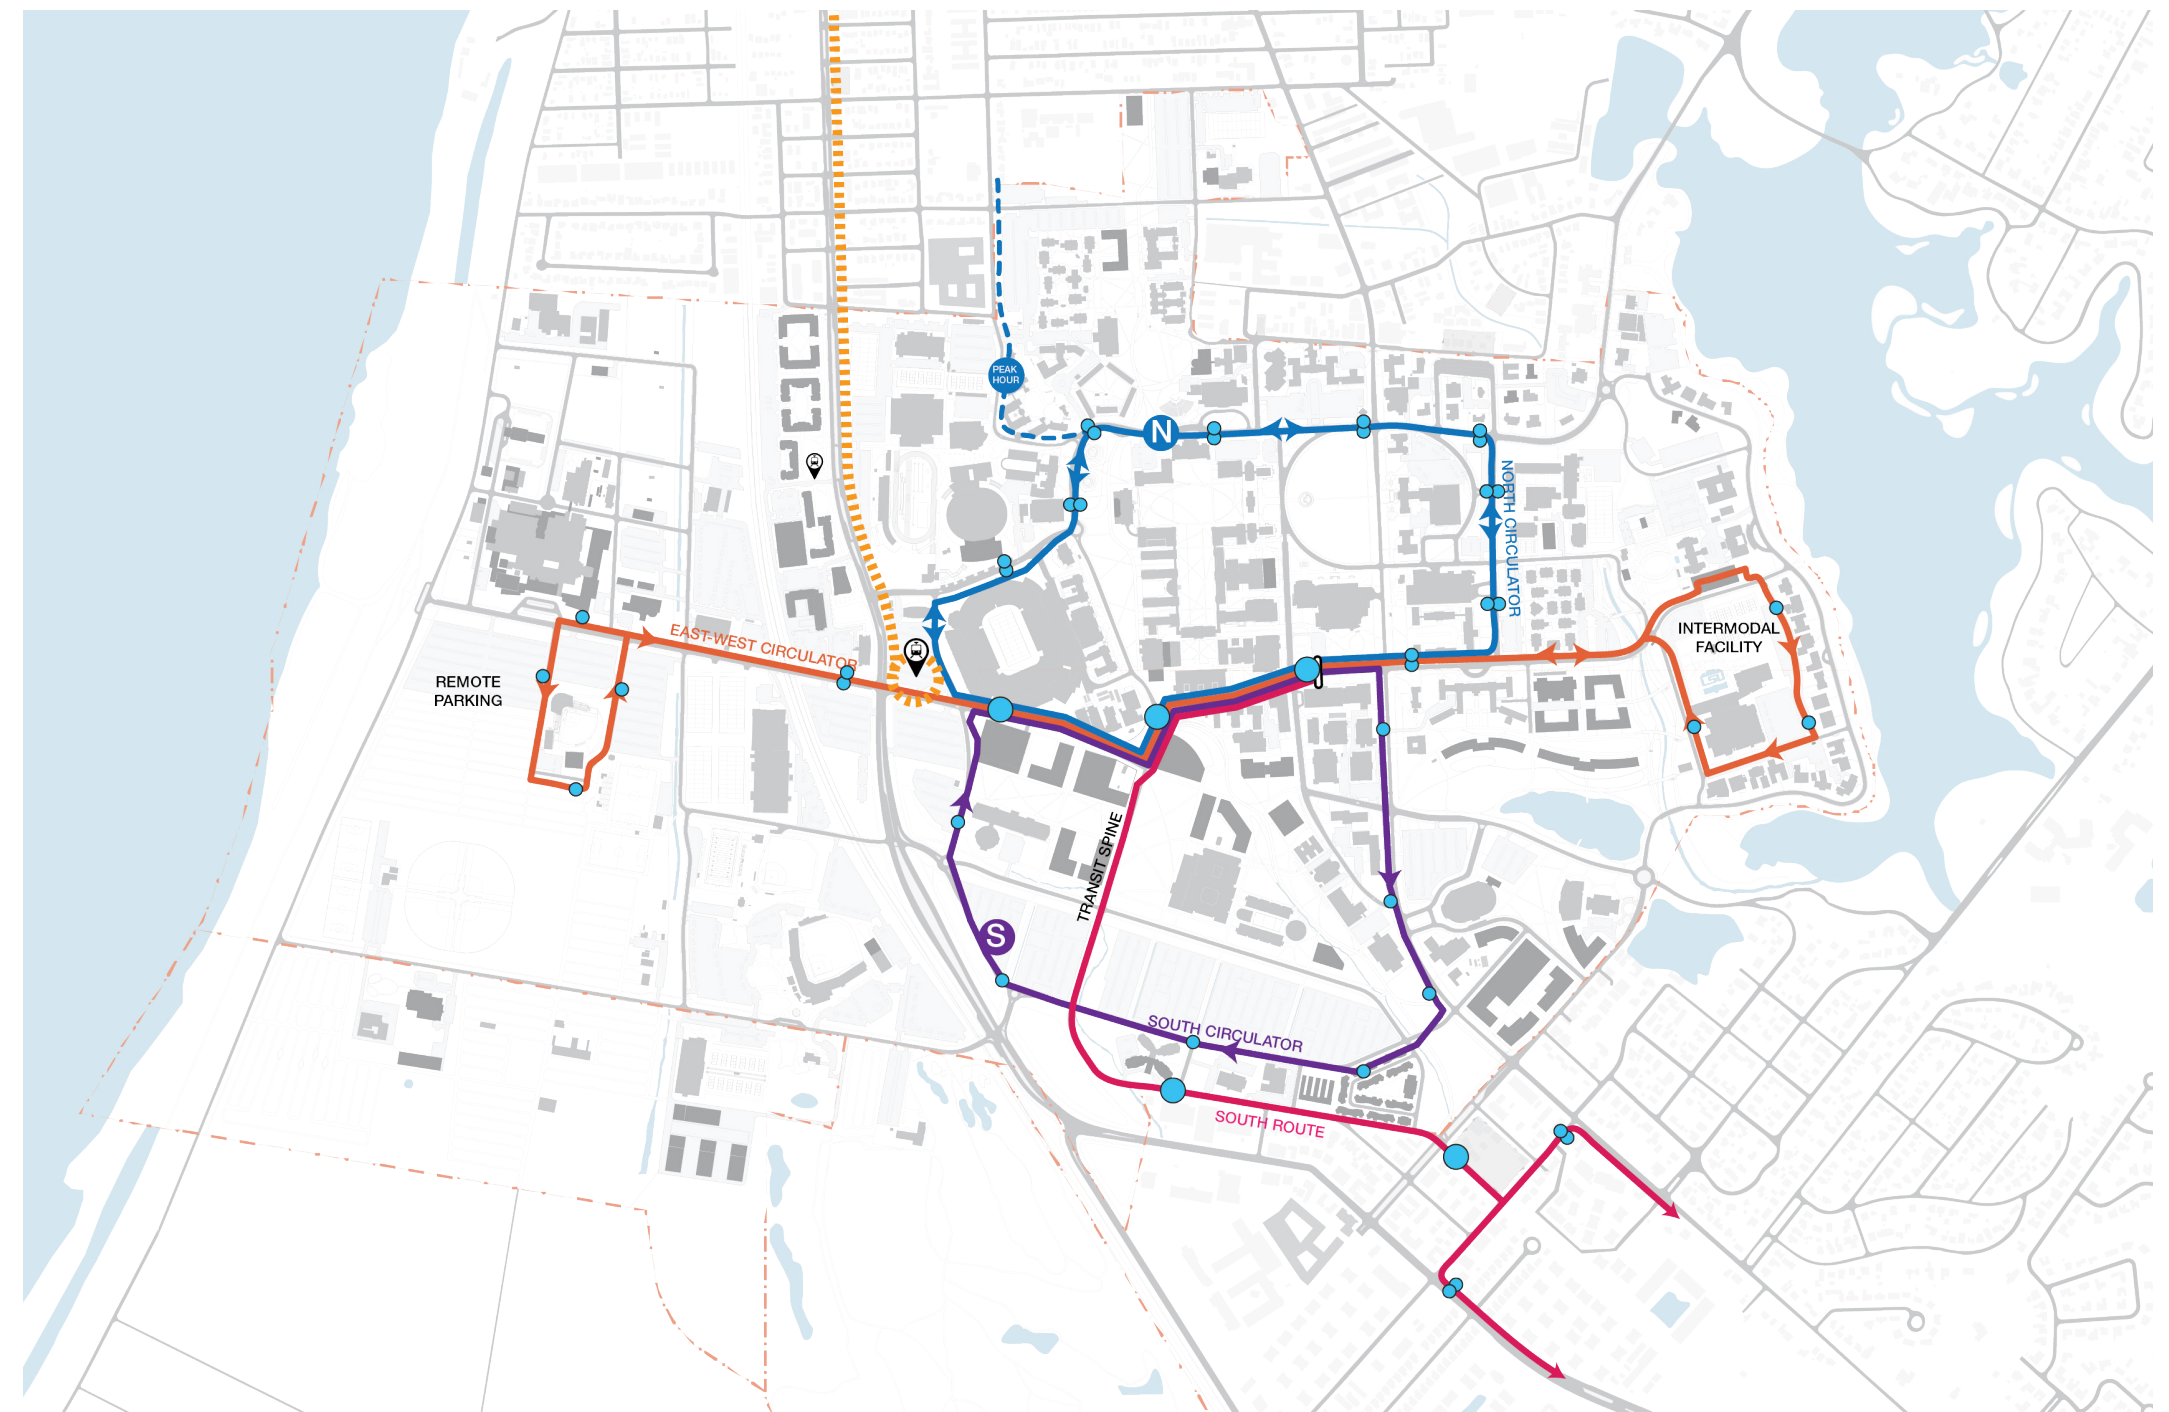 PEAK
HOUR
N
NORTH CIRCULATOR
EAST-WEST CIRCULATOR
INTERMODAL
FACILITY
REMOTE
PARKING
TRANSIT SPINE
S
SOUTH CIRCULATOR
SOUTH ROUTE